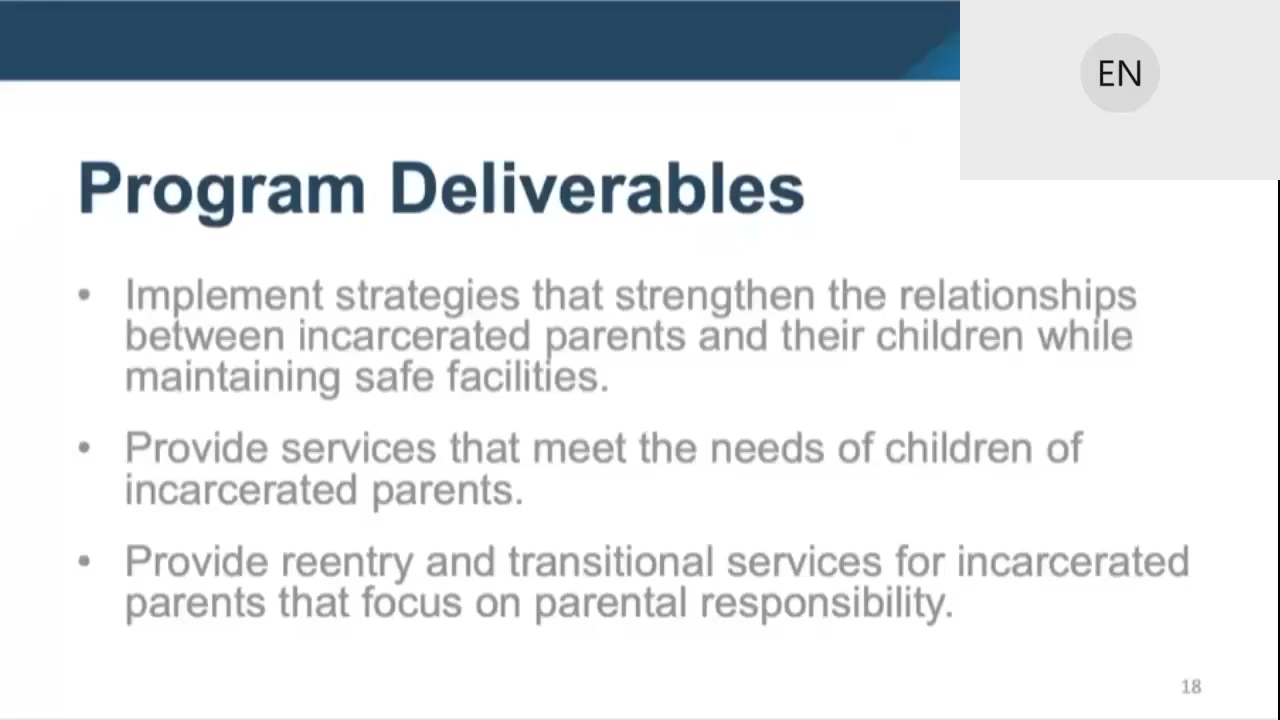 EN
Program Deliverables
• Implement strategies that strengthen the relationships
between incarcerated parents and their children while
maintaining safe facilities.
• Provide services that meet the needs of children of
incarcerated parents.
• Provide reentry and transitional services for incarcerated
parents that focus on parental responsibility.
18